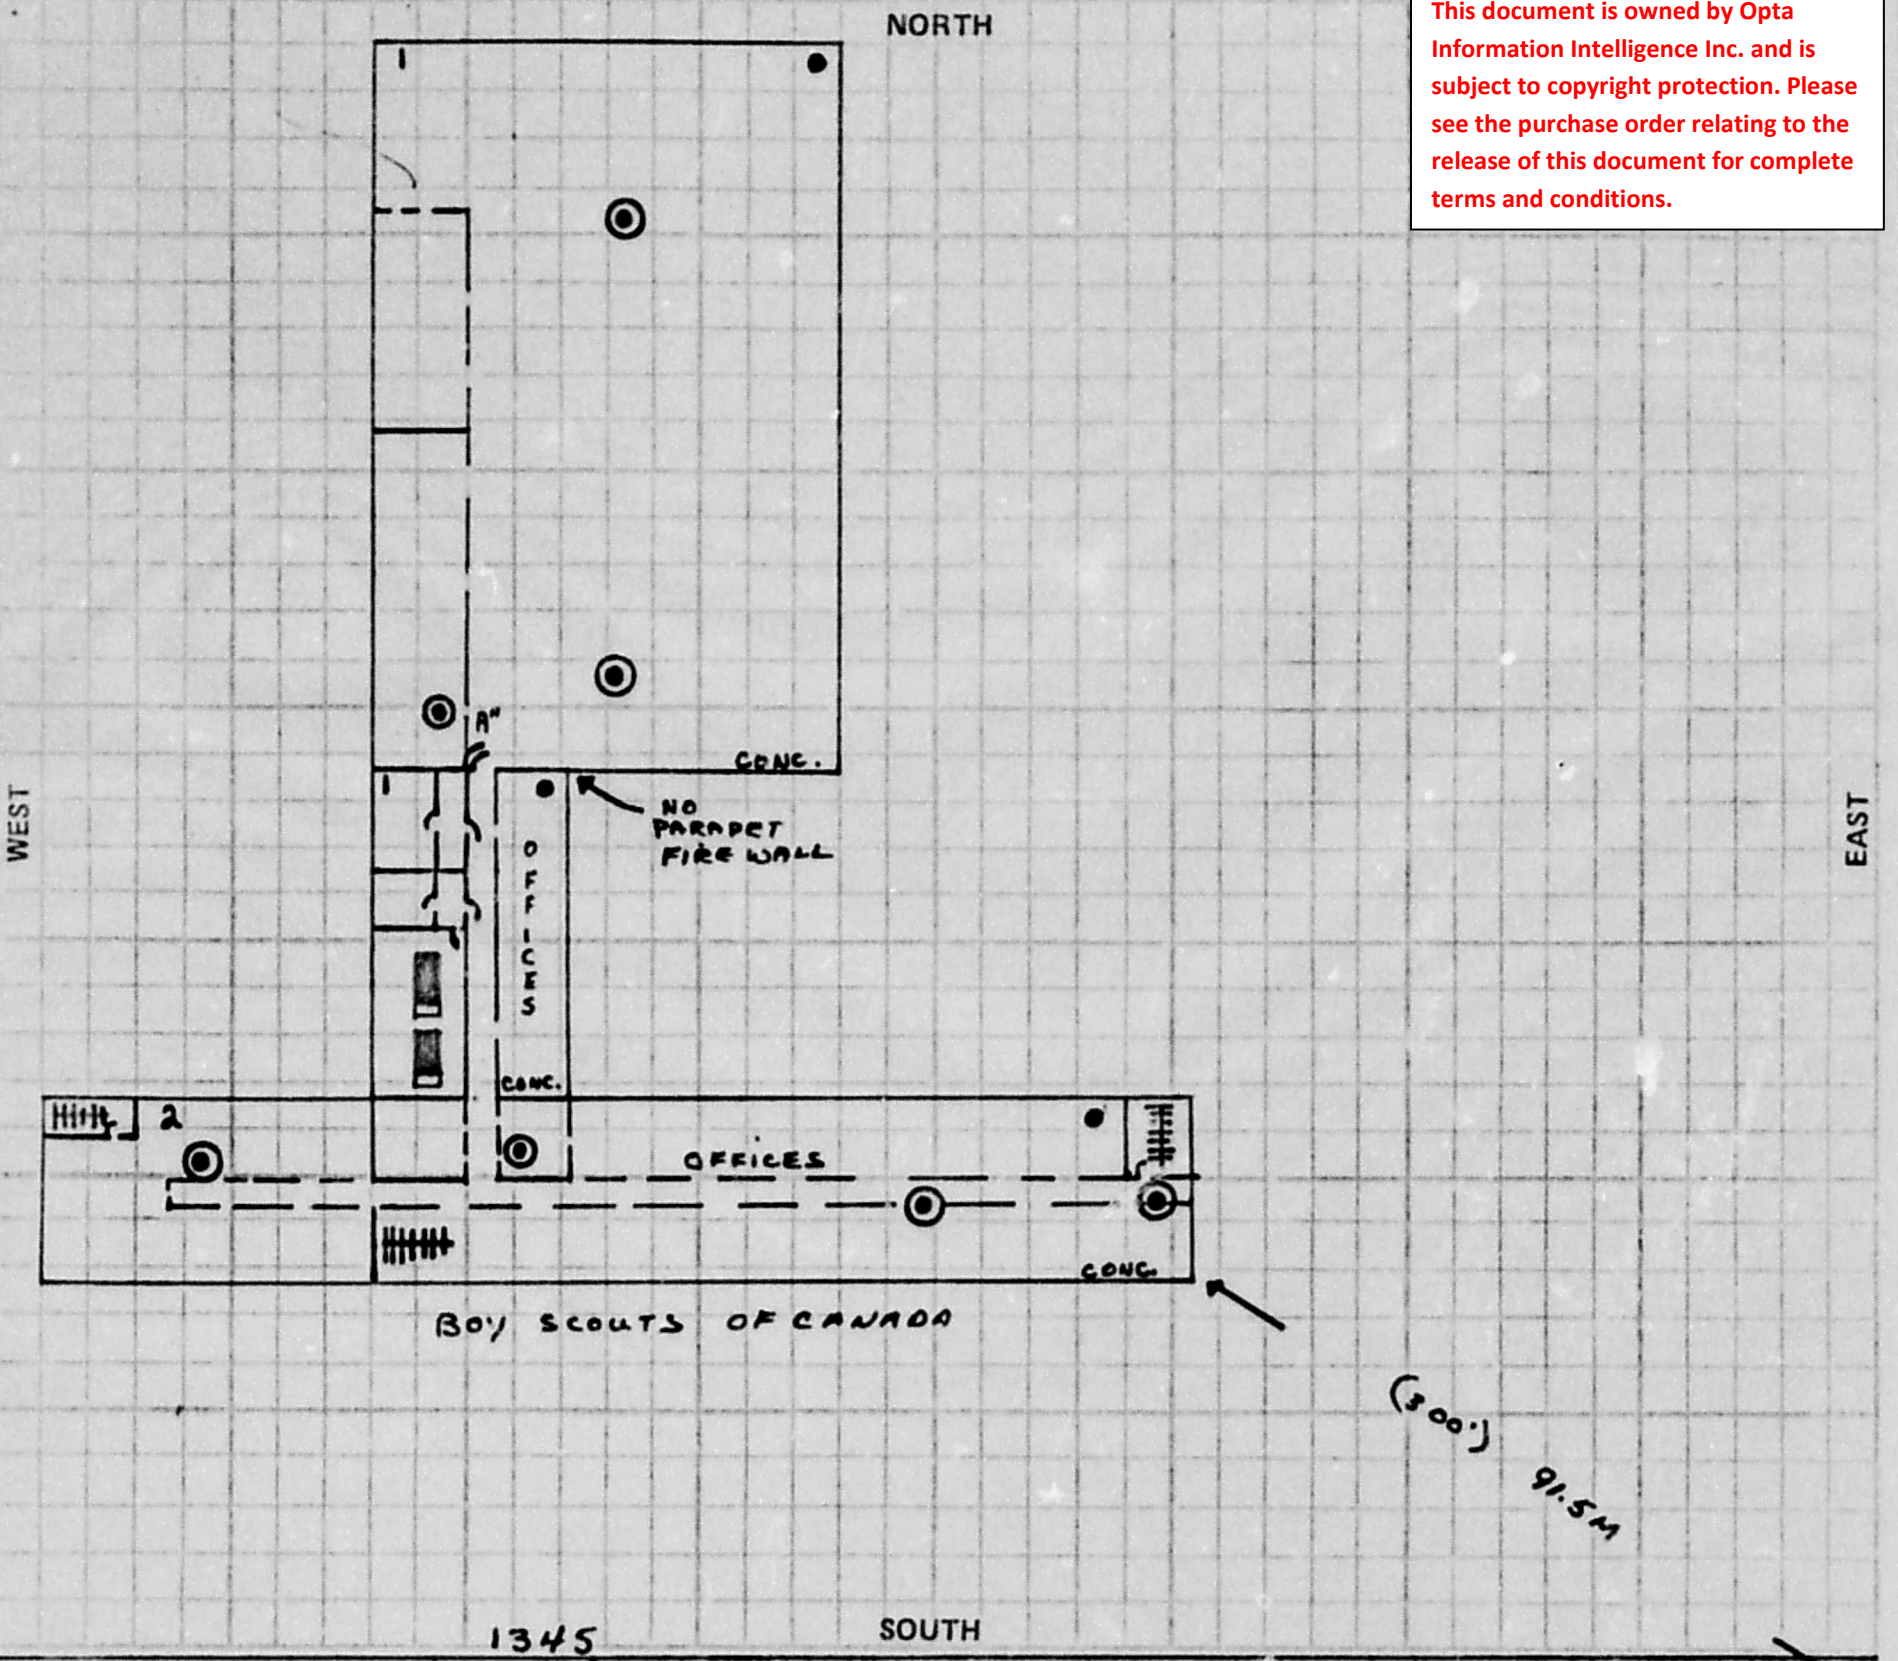 NORTH
This document is owned by Opta
Information Intelligence Inc. and is
subject to copyright protection. Please
see the purchase order relating to the
release of this document for complete
terms and conditions.
1
A"
CONC.
1
NO
PARAPET
FIRE WALL
OFFICES
WEST
EAST
CONC.
2
OFFICES
CONC.
BOY SCOUTS OF CANADA
(300')
91.5M
1345
SOUTH